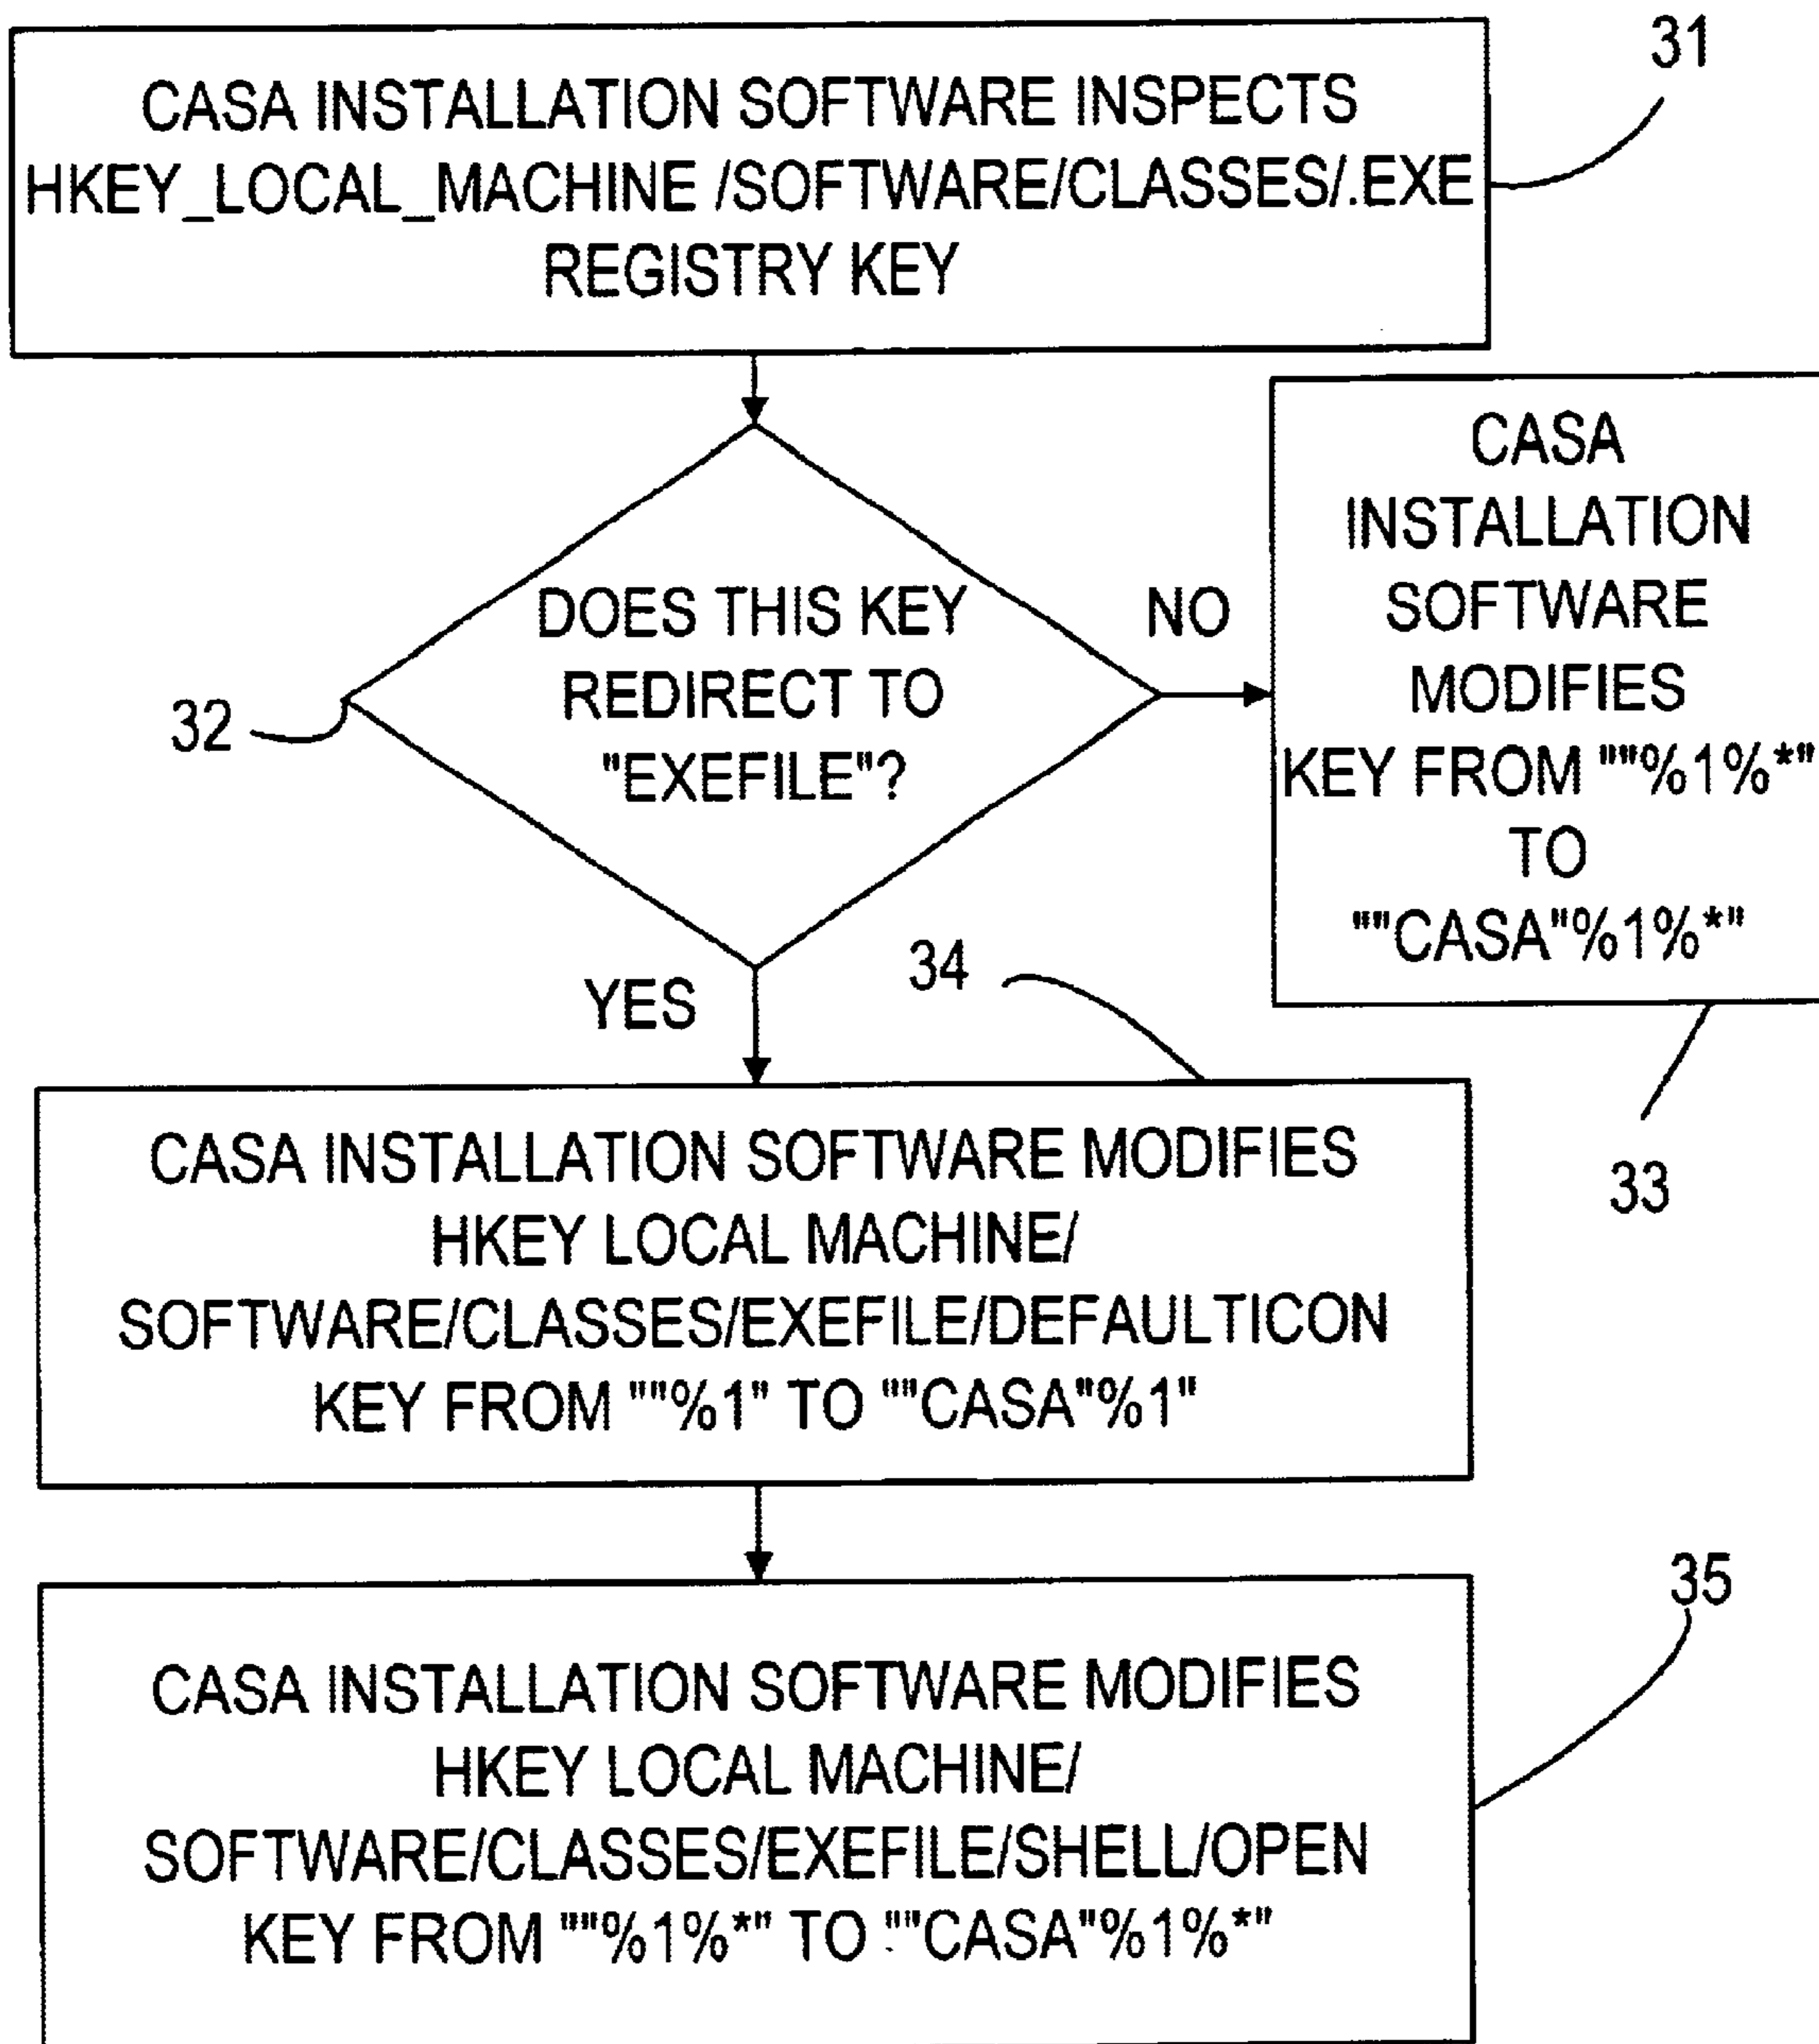 31
CASA INSTALLATION SOFTWARE INSPECTS
HKEY_LOCAL_MACHINE /SOFTWARE/CLASSES/.EXE
REGISTRY KEY
DOES THIS KEY
REDIRECT TO
"EXEFILE"?
32
NO
CASA
INSTALLATION
SOFTWARE
MODIFIES
KEY FROM ""%1%*"
TO
""CASA"%1%*"
33
YES
34
CASA INSTALLATION SOFTWARE MODIFIES
HKEY LOCAL MACHINE/
SOFTWARE/CLASSES/EXEFILE/DEFAULTICON
KEY FROM ""%1" TO ""CASA"%1"
35
CASA INSTALLATION SOFTWARE MODIFIES
HKEY LOCAL MACHINE/
SOFTWARE/CLASSES/EXEFILE/SHELL/OPEN
KEY FROM ""%1%*" TO ""CASA"%1%*"